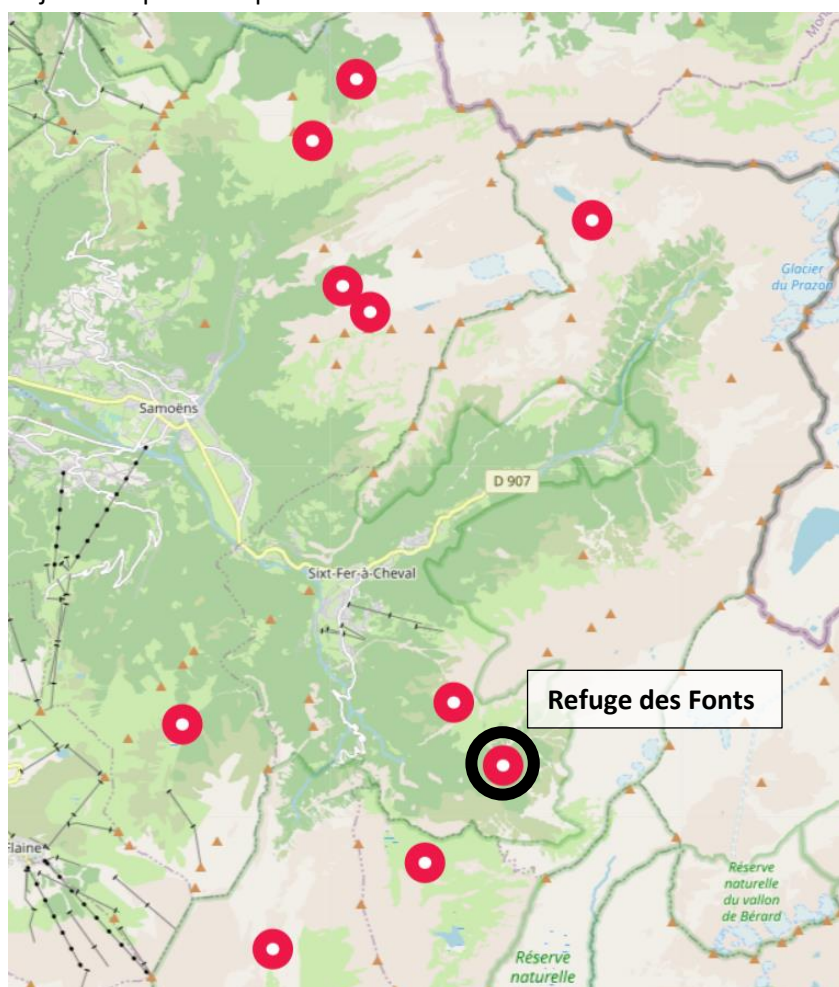 Glacier
du Prazon
Samoëns
D 907
Sixt-Fer-à-Cheval
Refuge des Fonts
Flaine
Réserve
naturelle
du vallon
de Bérard
Réserve
naturelle